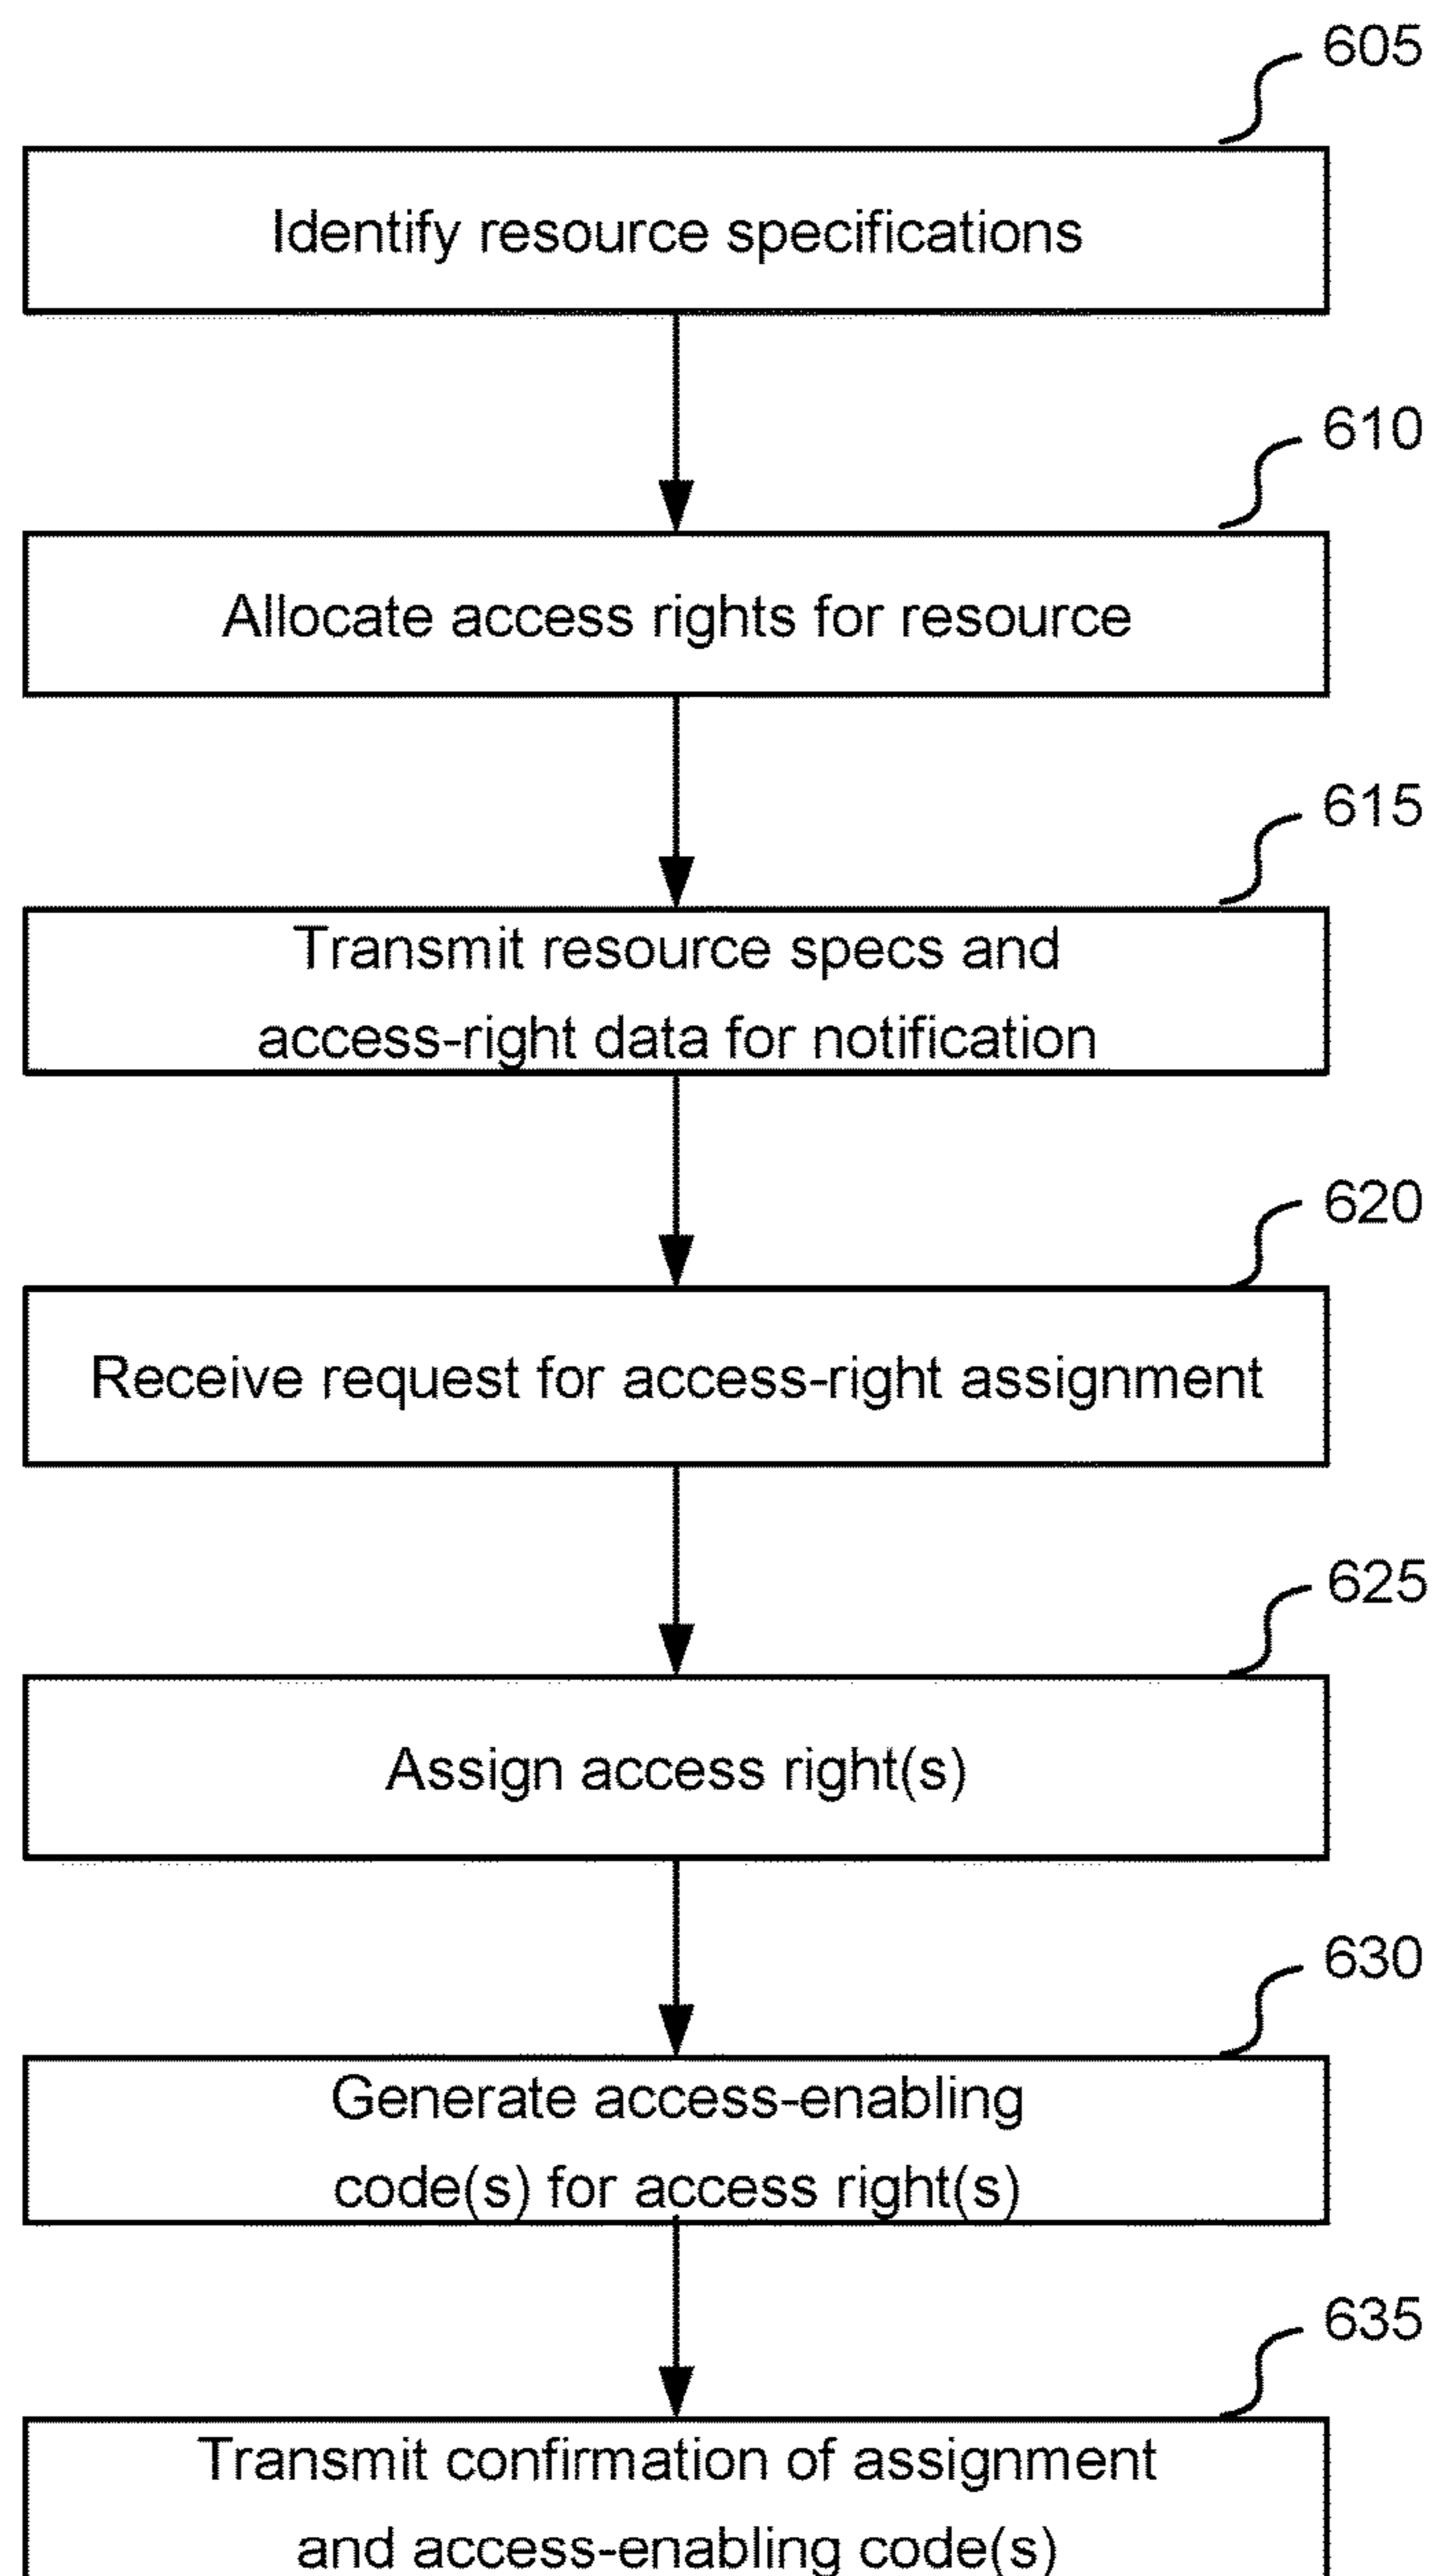 605
Identify resource specifications
610
Allocate access rights for resource
615
Transmit resource specs and
access-right data for notification
620
Receive request for access-right assignment
625
Assign access right(s)
630
Generate access-enabling
code(s) for access right(s)
635
Transmit confirmation of assignment
and access-enabling code(s)